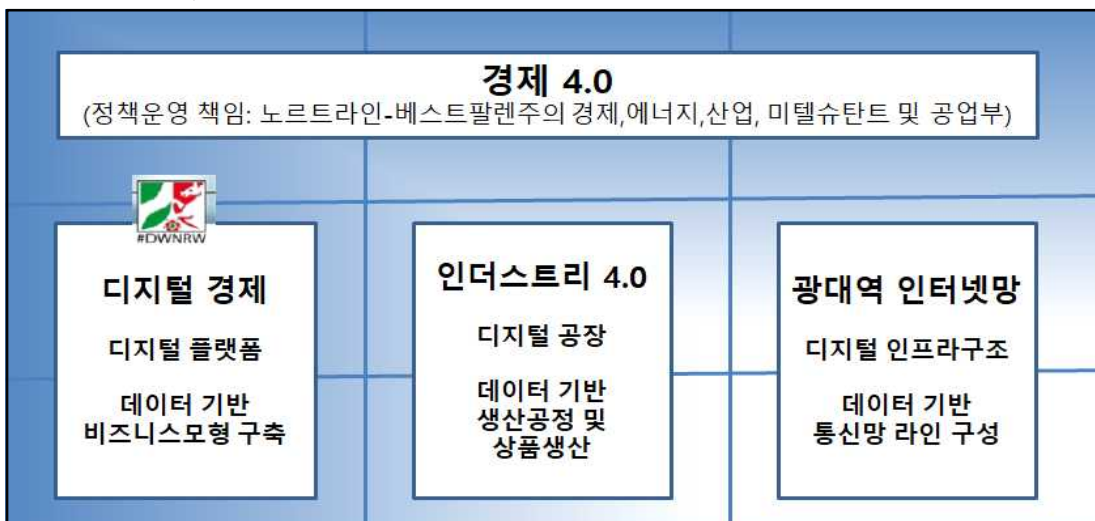 경제 4.0
(정책운영 책임: 노르트라인-베스트팔렌주의 경제,에너지,산업, 미텔슈탄트 및 공업부)
#DWNRW
디지털 경제
디지털 플랫폼
데이터 기반
비즈니스모형 구축
인더스트리 4.0
디지털 공장
데이터 기반
생산공정 및
상품생산
광대역 인터넷망
디지털 인프라구조
데이터 기반
통신망 라인 구성